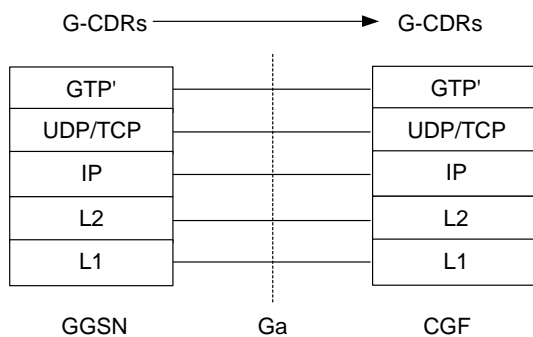 G-CDRs G-CDRs
GTP' GTP'
UDP/TCP UDP/TCP
IP IP
L2 L2
L1 L1
GGSN Ga CGF